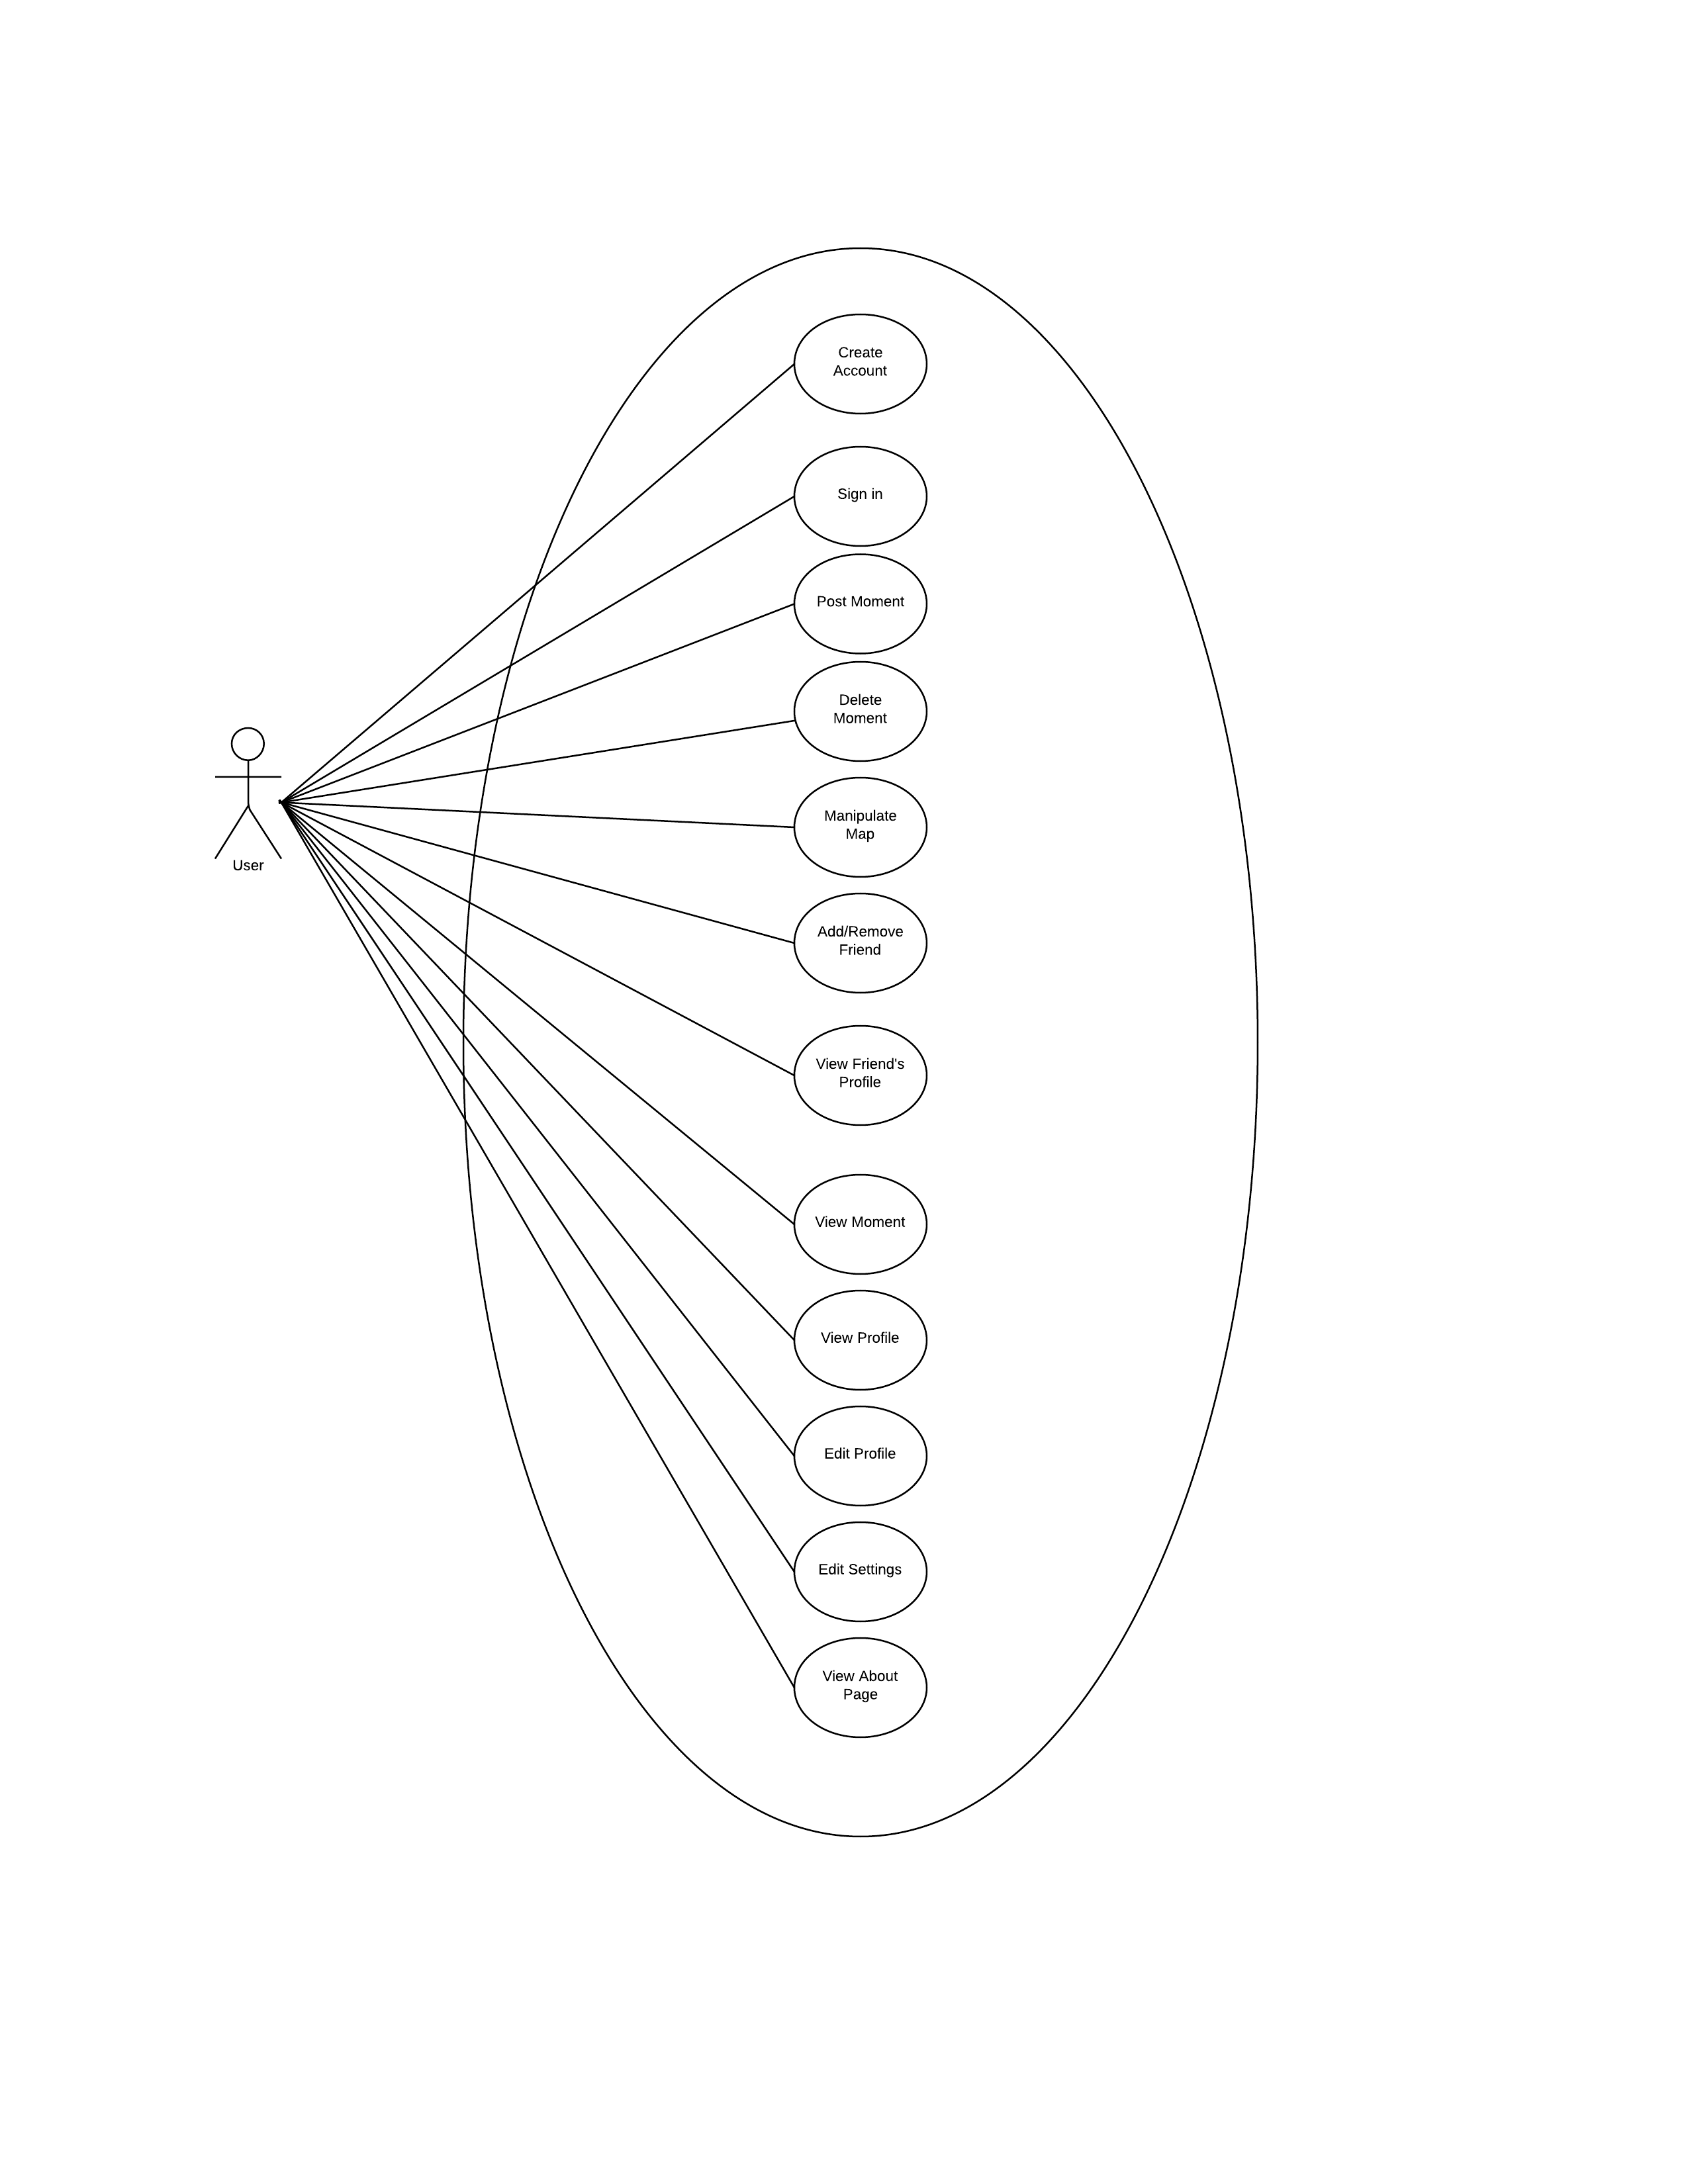 Create
Account
Sign in
Post Moment
Delete
Moment
Manipulate
Map
User
Add/Remove
Friend
View Friend's
Profile
View Moment
View Profile
Edit Profile
Edit Settings
View About
Page